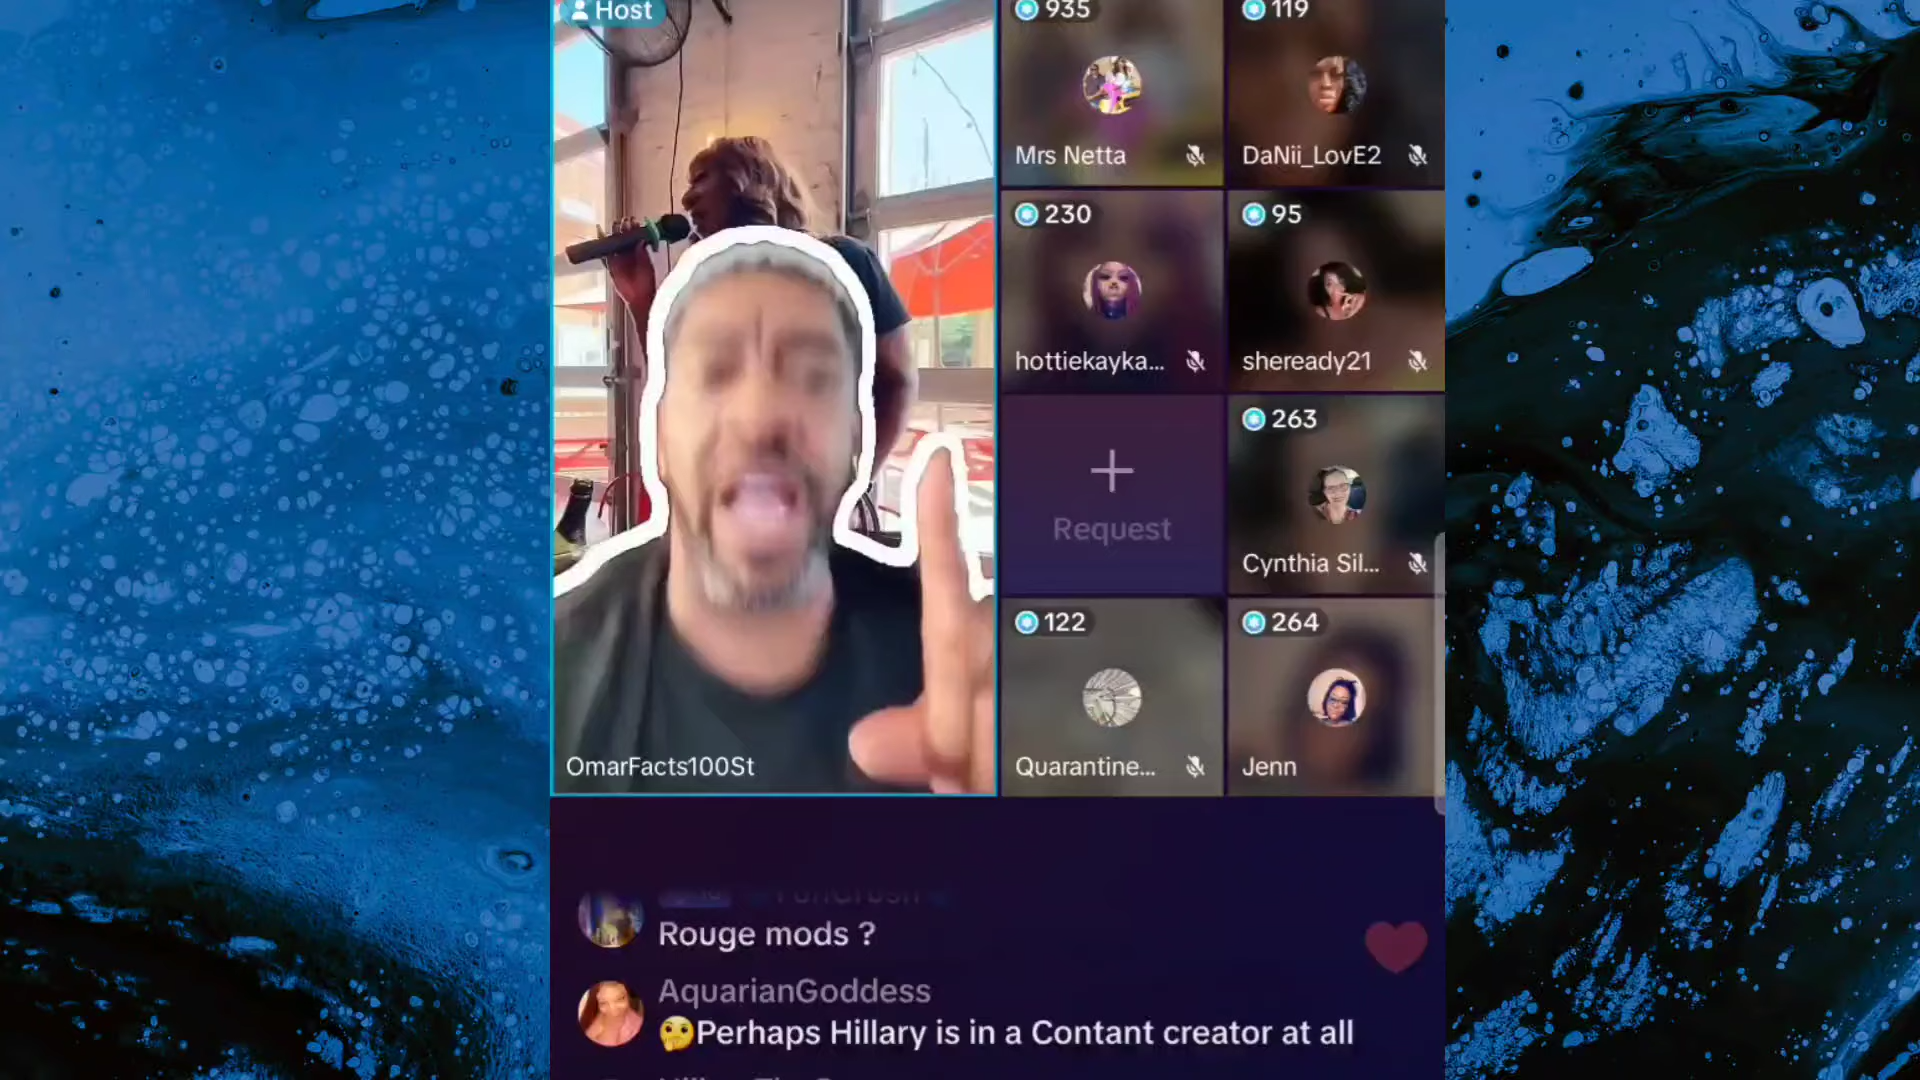 Host
935
119
Mrs Netta
DaNii_LovE2
230
95
hottiekayka...
sheready21
263
Request
Cynthia Sil...
122
264
OmarFacts100St
Quarantine...
Jenn
Rouge mods ?
AquarianGoddess
🤔Perhaps Hillary is in a Contant creator at all